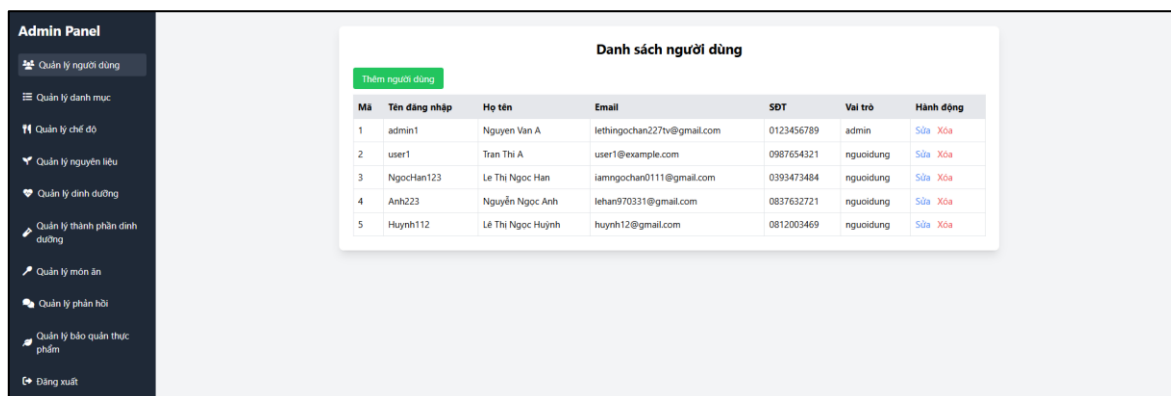 Admin Panel
Quản lý người dùng
Quản lý danh mục
Quản lý chế độ
Quản lý nguyên liệu
Quản lý dinh dưỡng
Quản lý thành phần dinh
dưỡng
Quản lý món ăn
Quản lý phản hồi
Quản lý bảo quản thực
phẩm
Đăng xuất
Danh sách người dùng
Thêm người dùng
Mã Tên đăng nhập Họ tên Email SĐT Vai trò Hành động
1 admin1 Nguyen Van A lethingochan227tv@gmail.com 0123456789 admin Sửa Xóa
2 user1 Tran Thi A user1@example.com 0987654321 nguoidung Sửa Xóa
3 NgocHan123 Le Thị Ngoc Han iamngochan0111@gmail.com 0393473484 nguoidung Sửa Xóa
4 Anh223 Nguyễn Ngọc Anh lehan970331@gmail.com 0837632721 nguoidung Sửa Xóa
5 Huynh112 Lê Thị Ngọc Huỳnh huynh12@gmail.com 0812003469 nguoidung Sửa Xóa